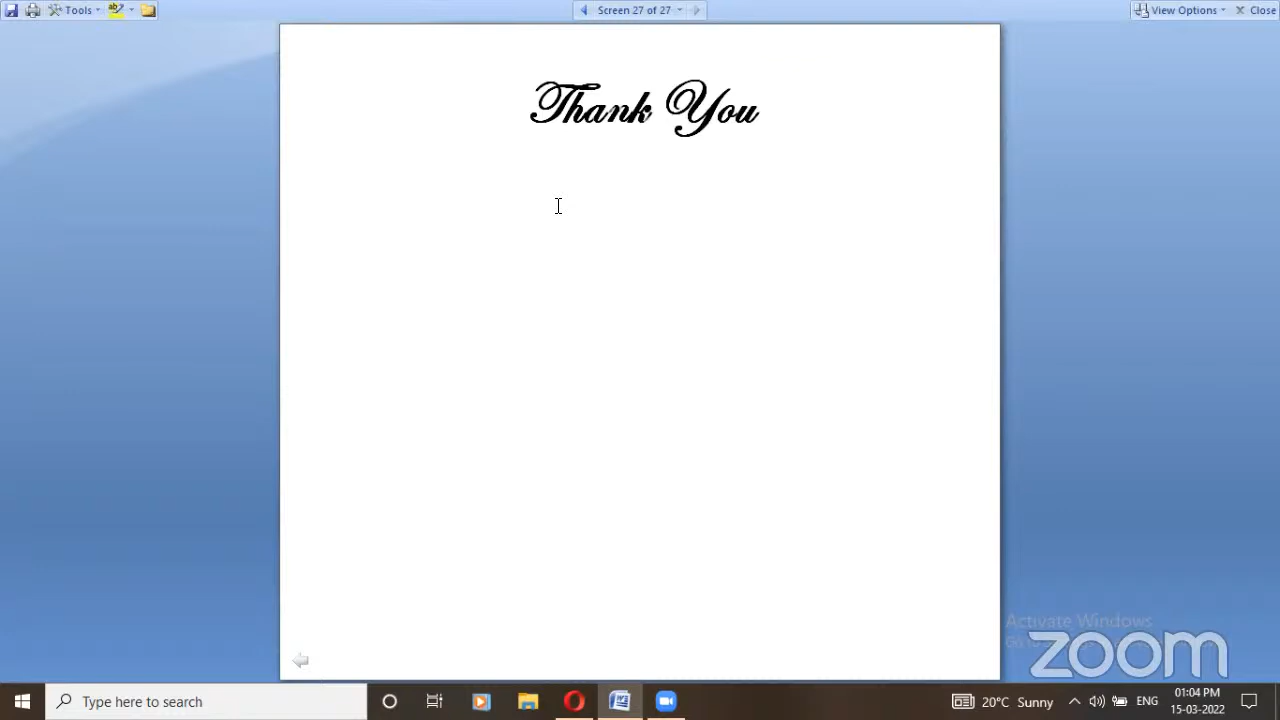 Tools
Screen 27 of 27
View Options
Close
Thank You
Activate Windows
zoom
Type here to search
20°C Sunny
ENG
01:04 PM
15-03-2022